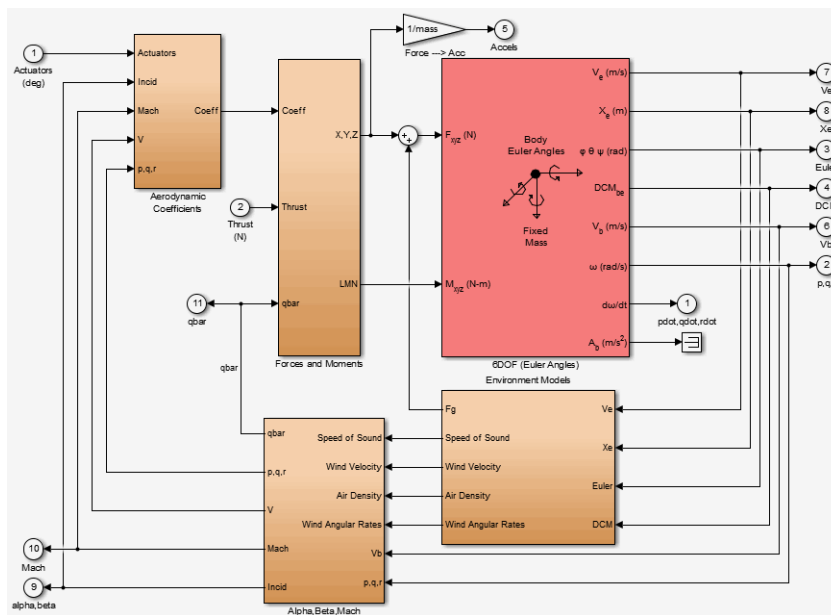 1
Actuators
(deg)
Actuators
Incid
Mach
V
p,q,r
Coeff
Aerodynamic
Coefficients
1/mass
Force ---> Acc
5
Accels
Coeff
Thrust
qbar
X,Y,Z
LMN
Forces and Moments
2
Thrust
(N)
11
qbar
qbar
++
Fxyz (N)
Mxyz (N-m)
Body
Euler Angles
Fixed
Mass
Ve (m/s)
Xe (m)
φ θ ψ (rad)
DCMbe
Vb (m/s)
ω (rad/s)
dω/dt
Ab (m/s²)
6DOF (Euler Angles)
7
Ve
8
Xe
3
Euler
4
DCM
6
Vb
2
p,q,
1
pdot,qdot,rdot
Environment Models
Fg
Speed of Sound
Wind Velocity
Air Density
Wind Angular Rates
Ve
Xe
Euler
DCM
qbar
p,q,r
V
Mach
Incid
Speed of Sound
Wind Velocity
Air Density
Wind Angular Rates
Vb
p,q,r
Alpha,Beta,Mach
10
Mach
9
alpha,beta